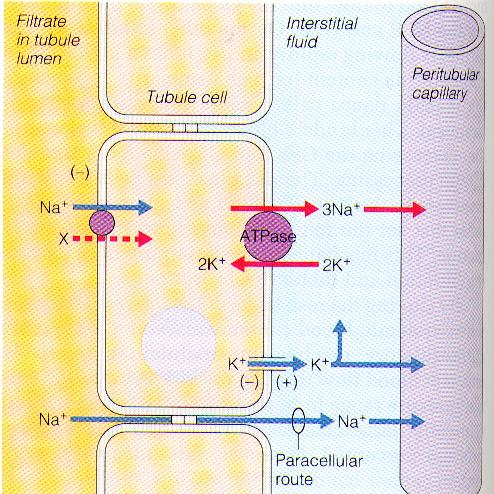 Filtrate
in tubule
lumen
Interstitial
fluid
Peritubular
capillary
Tubule cell
(−)
Na⁺
X
3Na⁺
ATPase
2K⁺
2K⁺
K⁺
K⁺
(−)
(+)
Na⁺
Na⁺
Paracellular
route